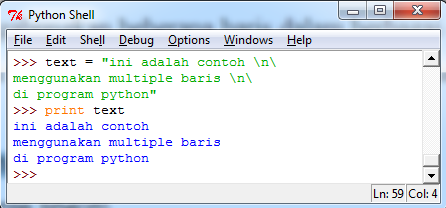 Python Shell
File Edit Shell Debug Options Windows Help
>>> text = "ini adalah contoh \n\
menggunakan multiple baris \n\
di program python"
>>> print text
ini adalah contoh
menggunakan multiple baris
di program python
>>>
Ln: 59 Col: 4